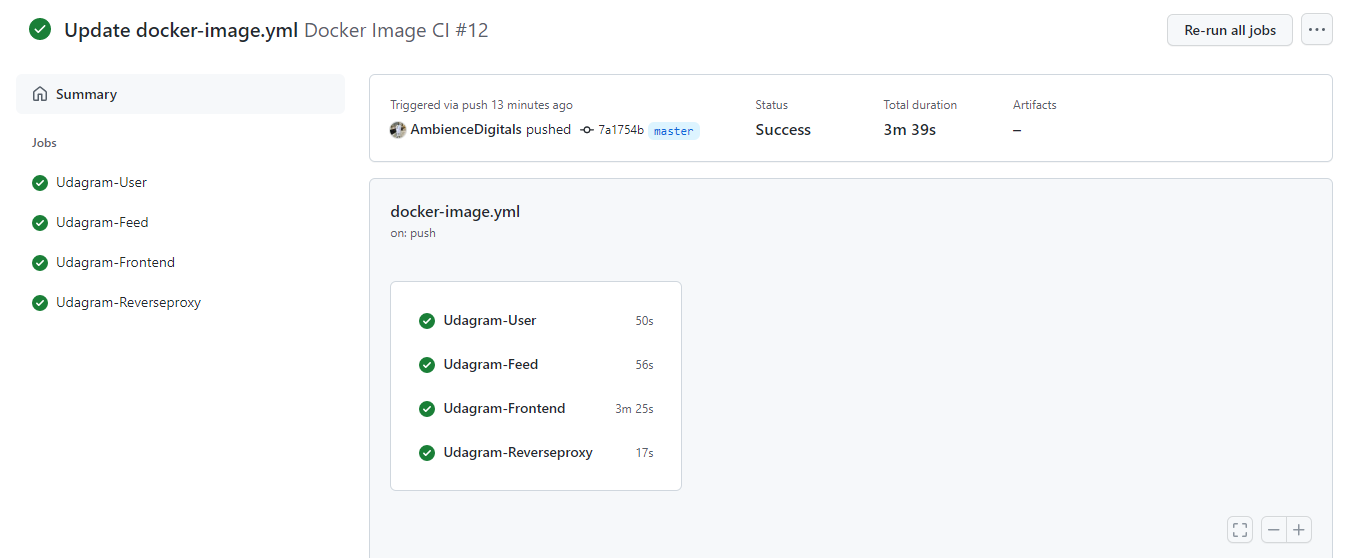 Update docker-image.yml Docker Image CI #12
Re-run all jobs
Summary
Jobs
Udagram-User
Udagram-Feed
Udagram-Frontend
Udagram-Reverseproxy
Triggered via push 13 minutes ago
AmbienceDigitals pushed 7a1754b master
Status
Success
Total duration
3m 39s
Artifacts
–
docker-image.yml
on: push
Udagram-User 50s
Udagram-Feed 56s
Udagram-Frontend 3m 25s
Udagram-Reverseproxy 17s